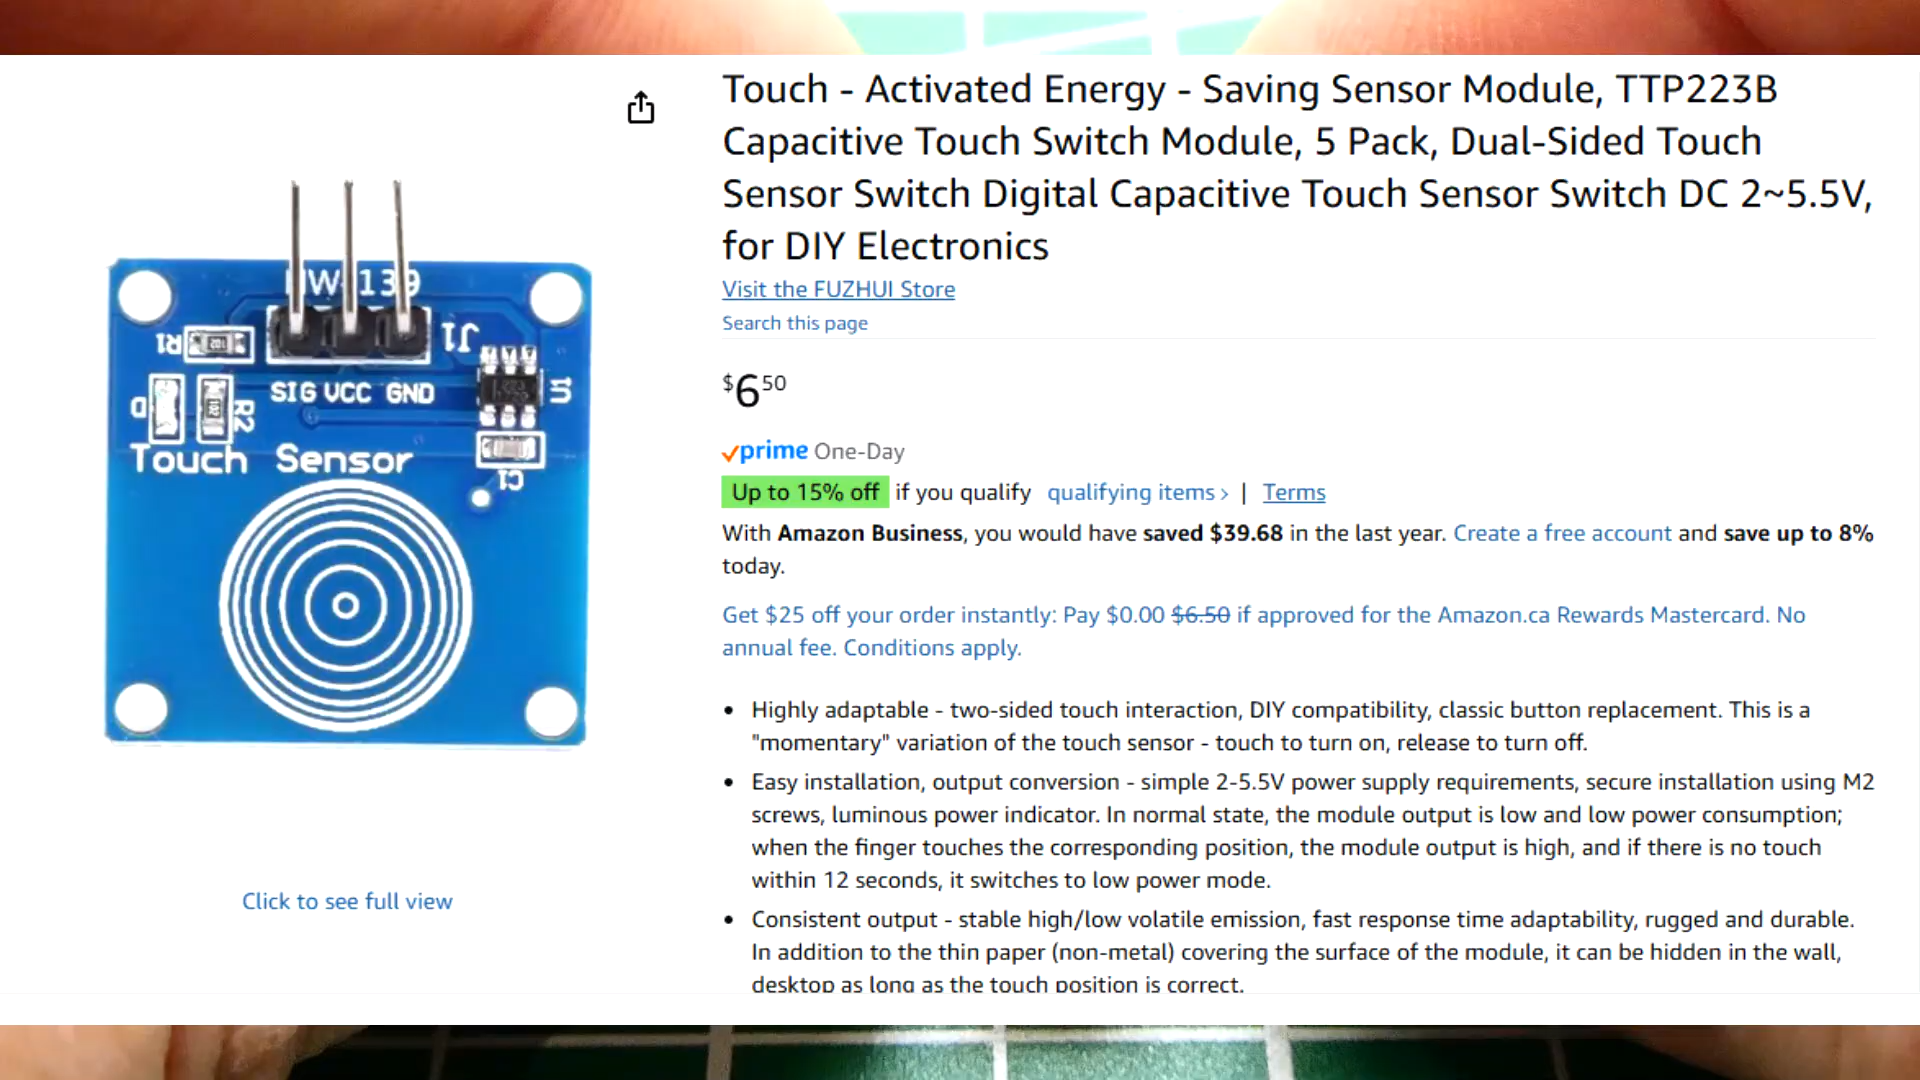 Touch - Activated Energy - Saving Sensor Module, TTP223B
Capacitive Touch Switch Module, 5 Pack, Dual-Sided Touch
Sensor Switch Digital Capacitive Touch Sensor Switch DC 2~5.5V,
for DIY Electronics
Visit the FUZHUI Store
Search this page
$6 50
prime One-Day
Up to 15% off if you qualify qualifying items › | Terms
With Amazon Business, you would have saved $39.68 in the last year. Create a free account and save up to 8%
today.
Get $25 off your order instantly: Pay $0.00 $6.50 if approved for the Amazon.ca Rewards Mastercard. No
annual fee. Conditions apply.
• Highly adaptable - two-sided touch interaction, DIY compatibility, classic button replacement. This is a
"momentary" variation of the touch sensor - touch to turn on, release to turn off.
• Easy installation, output conversion - simple 2-5.5V power supply requirements, secure installation using M2
screws, luminous power indicator. In normal state, the module output is low and low power consumption;
when the finger touches the corresponding position, the module output is high, and if there is no touch
within 12 seconds, it switches to low power mode.
• Consistent output - stable high/low volatile emission, fast response time adaptability, rugged and durable.
In addition to the thin paper (non-metal) covering the surface of the module, it can be hidden in the wall,
desktop as long as the touch position is correct.
HW-139
J1
R1
102
SIG VCC GND
U1
D
R2
102
Touch Sensor
C1
Click to see full view